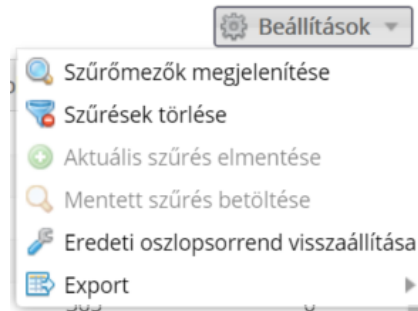 Beállítások
Szűrőmezők megjelenítése
Szűrések törlése
Aktuális szűrés elmentése
Mentett szűrés betöltése
Eredeti oszlopsorrend visszaállítása
Export